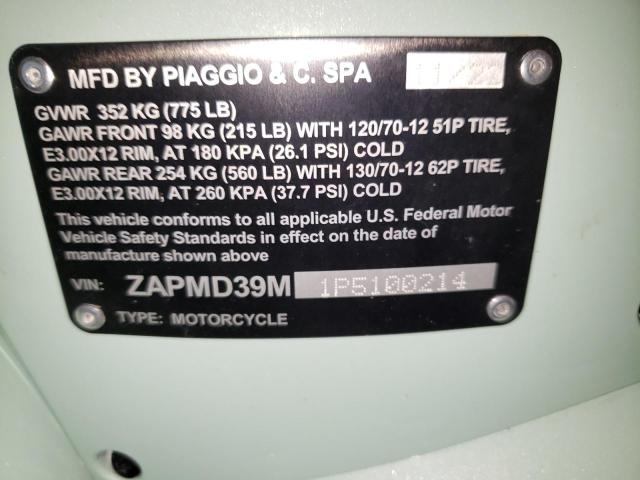 MFD BY PIAGGIO & C. SPA
GVWR 352 KG (775 LB)
GAWR FRONT 98 KG (215 LB) WITH 120/70-12 51P TIRE,
E3.00X12 RIM, AT 180 KPA (26.1 PSI) COLD
GAWR REAR 254 KG (560 LB) WITH 130/70-12 62P TIRE,
E3.00X12 RIM, AT 260 KPA (37.7 PSI) COLD
This vehicle conforms to all applicable U.S. Federal Motor
Vehicle Safety Standards in effect on the date of
manufacture shown above
VIN: ZAPMD39M 1P5100214
TYPE: MOTORCYCLE